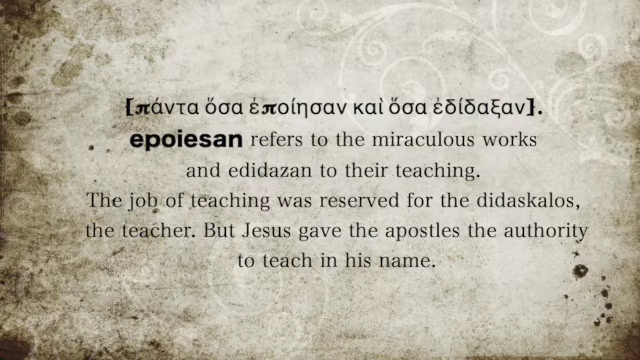 [πάντα ὅσα ἐποίησαν καὶ ὅσα ἐδίδαξαν].
epoiesan refers to the miraculous works
and edidazan to their teaching.
The job of teaching was reserved for the didaskalos,
the teacher. But Jesus gave the apostles the authority
to teach in his name.